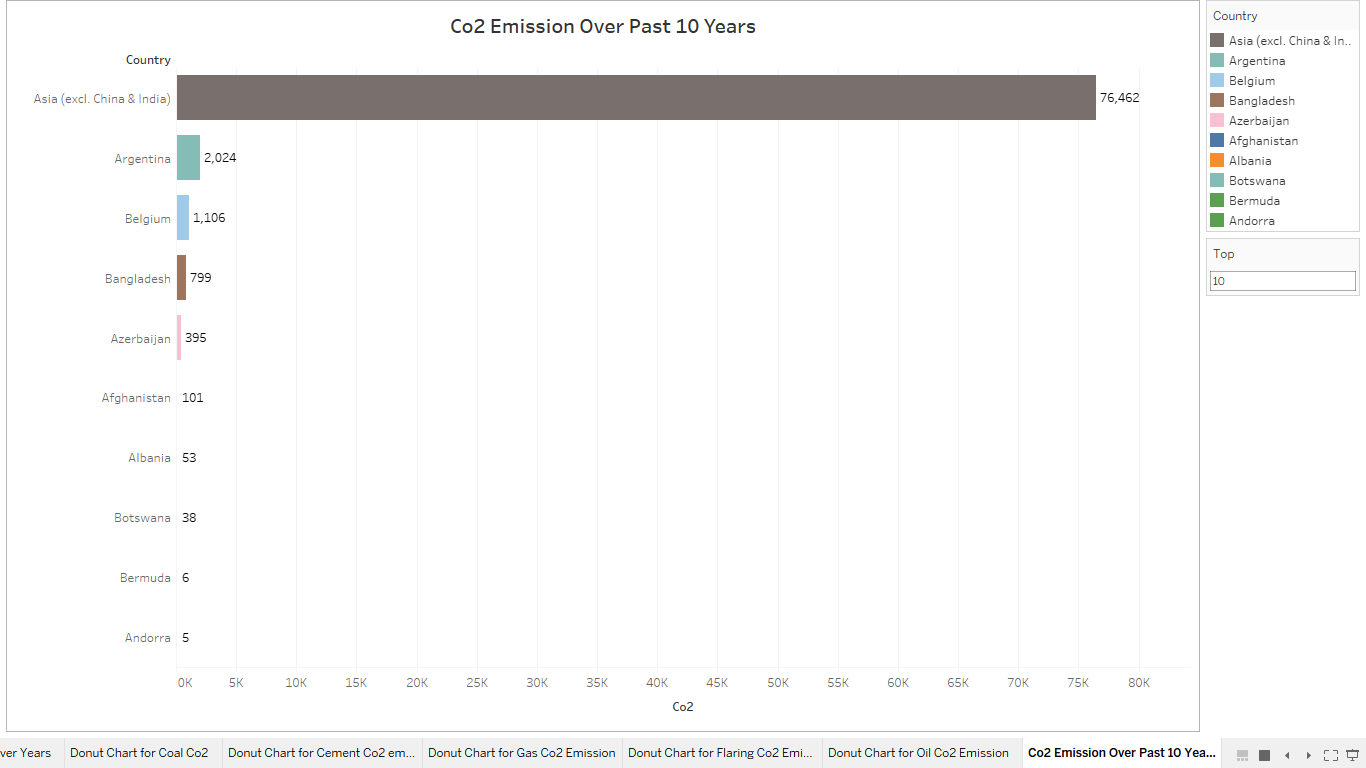 Co2 Emission Over Past 10 Years
Country
Asia (excl. China & India)
76,462
Argentina
2,024
Belgium
1,106
Bangladesh
799
Azerbaijan
395
Afghanistan
101
Albania
53
Botswana
38
Bermuda
6
Andorra
5
0K 5K 10K 15K 20K 25K 30K 35K 40K 45K 50K 55K 60K 65K 70K 75K 80K
Co2
Country
Asia (excl. China & In..
Argentina
Belgium
Bangladesh
Azerbaijan
Afghanistan
Albania
Botswana
Bermuda
Andorra
Top
10
ver Years
Donut Chart for Coal Co2
Donut Chart for Cement Co2 em...
Donut Chart for Gas Co2 Emission
Donut Chart for Flaring Co2 Emi...
Donut Chart for Oil Co2 Emission
Co2 Emission Over Past 10 Yea...